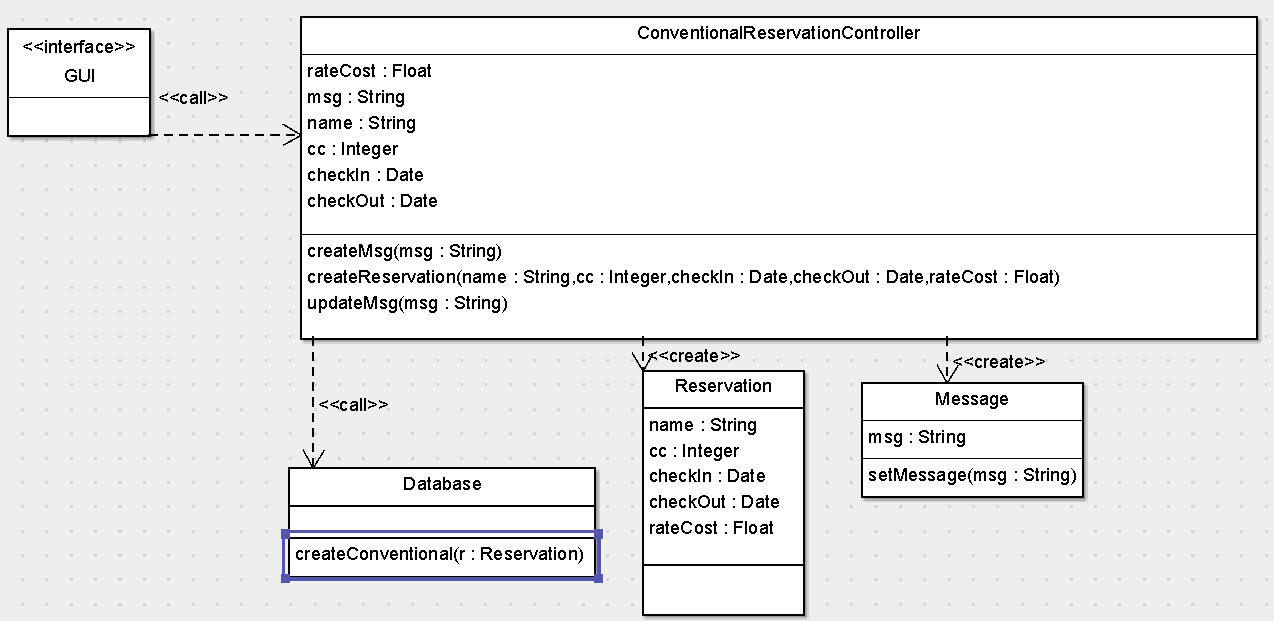 <<interface>>
GUI
<<call>>
ConventionalReservationController
rateCost : Float
msg : String
name : String
cc : Integer
checkIn : Date
checkOut : Date
createMsg(msg : String)
createReservation(name : String,cc : Integer,checkIn : Date,checkOut : Date,rateCost : Float)
updateMsg(msg : String)
<<call>>
Database
createConventional(r : Reservation)
<<create>>
Reservation
name : String
cc : Integer
checkIn : Date
checkOut : Date
rateCost : Float
<<create>>
Message
msg : String
setMessage(msg : String)